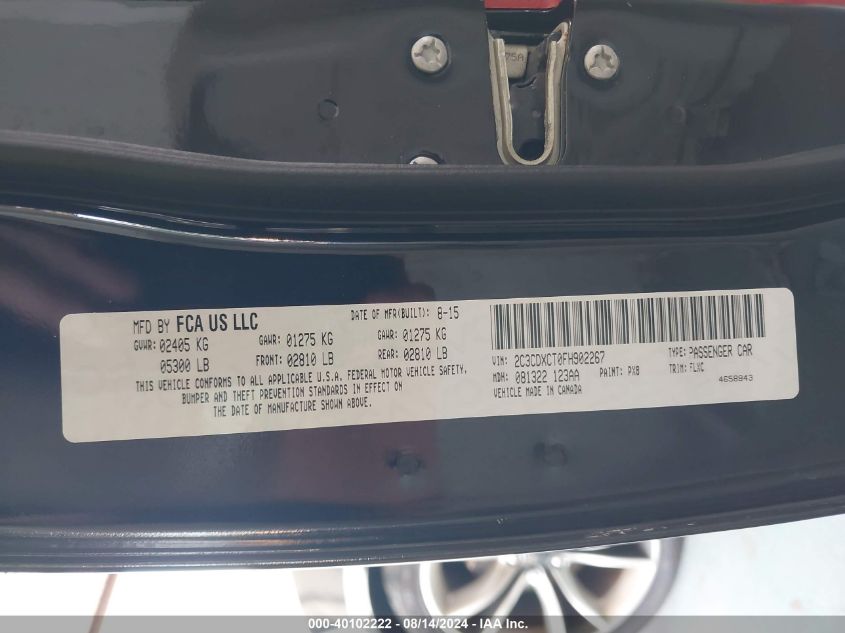 75A
MFD BY FCA US LLC
DATE OF MFR(BUILT): 8-15
GVWR: 02405 KG
GAWR: 01275 KG
GAWR: 01275 KG
05300 LB
FRONT: 02810 LB
REAR: 02810 LB
THIS VEHICLE CONFORMS TO ALL APPLICABLE U.S.A. FEDERAL MOTOR VEHICLE SAFETY,
BUMPER AND THEFT PREVENTION STANDARDS IN EFFECT ON
THE DATE OF MANUFACTURE SHOWN ABOVE.
VIN: 2C3CDXCT0FH902267
TYPE: PASSENGER CAR
MDH: 081322 123AA
PAINT: PX8
TRIM: FLXC
VEHICLE MADE IN CANADA
4658943
000-40102222 - 08/14/2024 - IAA Inc.